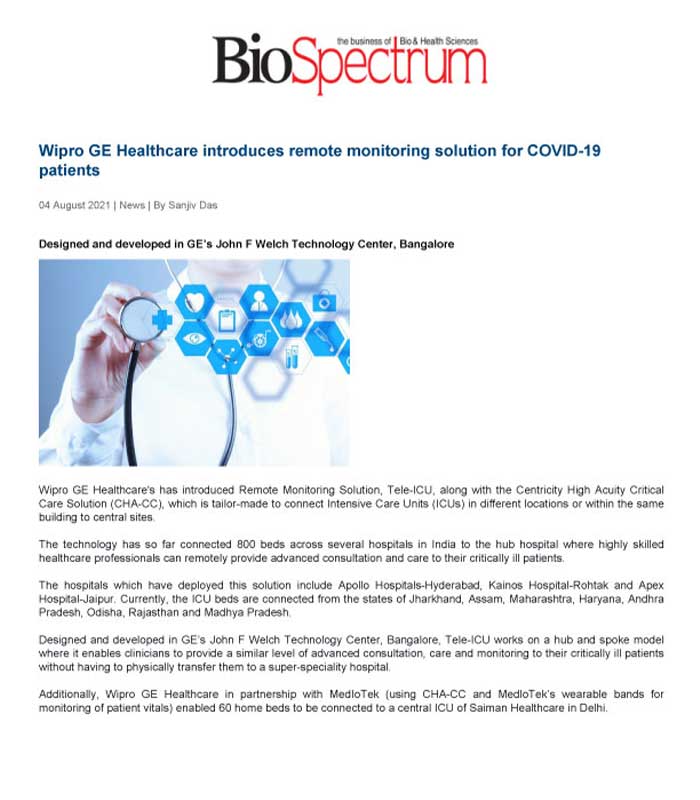 the business of Bio & Health Sciences
BioSpectrum
Wipro GE Healthcare introduces remote monitoring solution for COVID-19
patients
04 August 2021 | News | By Sanjiv Das
Designed and developed in GE's John F Welch Technology Center, Bangalore
Wipro GE Healthcare's has introduced Remote Monitoring Solution, Tele-ICU, along with the Centricity High Acuity Critical
Care Solution (CHA-CC), which is tailor-made to connect Intensive Care Units (ICUs) in different locations or within the same
building to central sites.
The technology has so far connected 800 beds across several hospitals in India to the hub hospital where highly skilled
healthcare professionals can remotely provide advanced consultation and care to their critically ill patients.
The hospitals which have deployed this solution include Apollo Hospitals-Hyderabad, Kainos Hospital-Rohtak and Apex
Hospital-Jaipur. Currently, the ICU beds are connected from the states of Jharkhand, Assam, Maharashtra, Haryana, Andhra
Pradesh, Odisha, Rajasthan and Madhya Pradesh.
Designed and developed in GE's John F Welch Technology Center, Bangalore, Tele-ICU works on a hub and spoke model
where it enables clinicians to provide a similar level of advanced consultation, care and monitoring to their critically ill patients
without having to physically transfer them to a super-speciality hospital.
Additionally, Wipro GE Healthcare in partnership with MedIoTek (using CHA-CC and MedIoTek's wearable bands for
monitoring of patient vitals) enabled 60 home beds to be connected to a central ICU of Saiman Healthcare in Delhi.